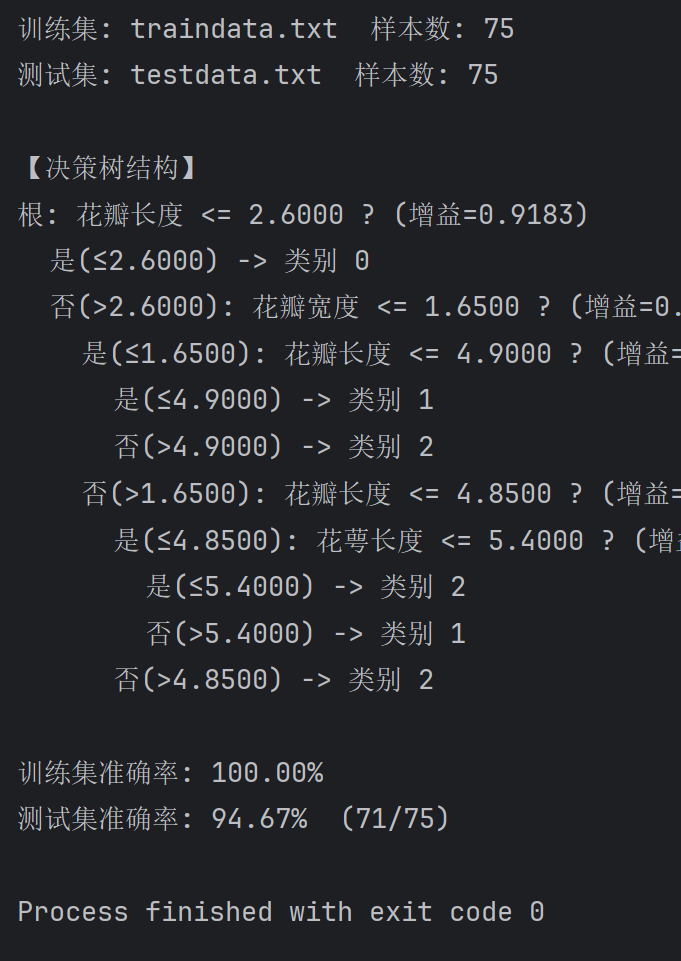 训练集: traindata.txt  样本数: 75
测试集: testdata.txt  样本数: 75
【决策树结构】
根: 花瓣长度 <= 2.6000 ? (增益=0.9183)
是(≤2.6000) -> 类别 0
否(>2.6000): 花瓣宽度 <= 1.6500 ? (增益=0.
是(≤1.6500): 花瓣长度 <= 4.9000 ? (增益=
是(≤4.9000) -> 类别 1
否(>4.9000) -> 类别 2
否(>1.6500): 花瓣长度 <= 4.8500 ? (增益=
是(≤4.8500): 花萼长度 <= 5.4000 ? (增
是(≤5.4000) -> 类别 2
否(>5.4000) -> 类别 1
否(>4.8500) -> 类别 2
训练集准确率: 100.00%
测试集准确率: 94.67%  (71/75)
Process finished with exit code 0